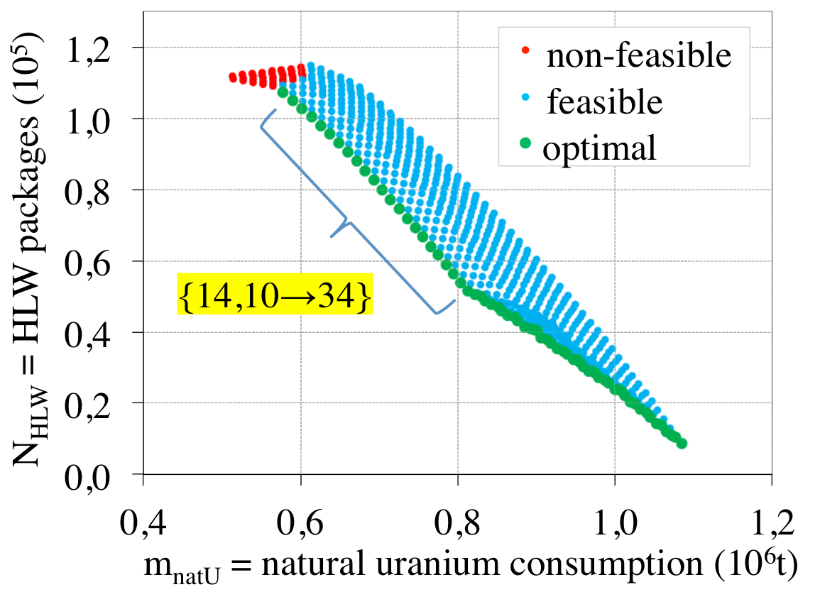 N_HLW = HLW packages (10⁵)
1,2
1,0
0,8
0,6
0,4
0,2
0,0
non-feasible
feasible
optimal
{14,10→34}
0,4 0,6 0,8 1,0 1,2
m_natU = natural uranium consumption (10⁶t)